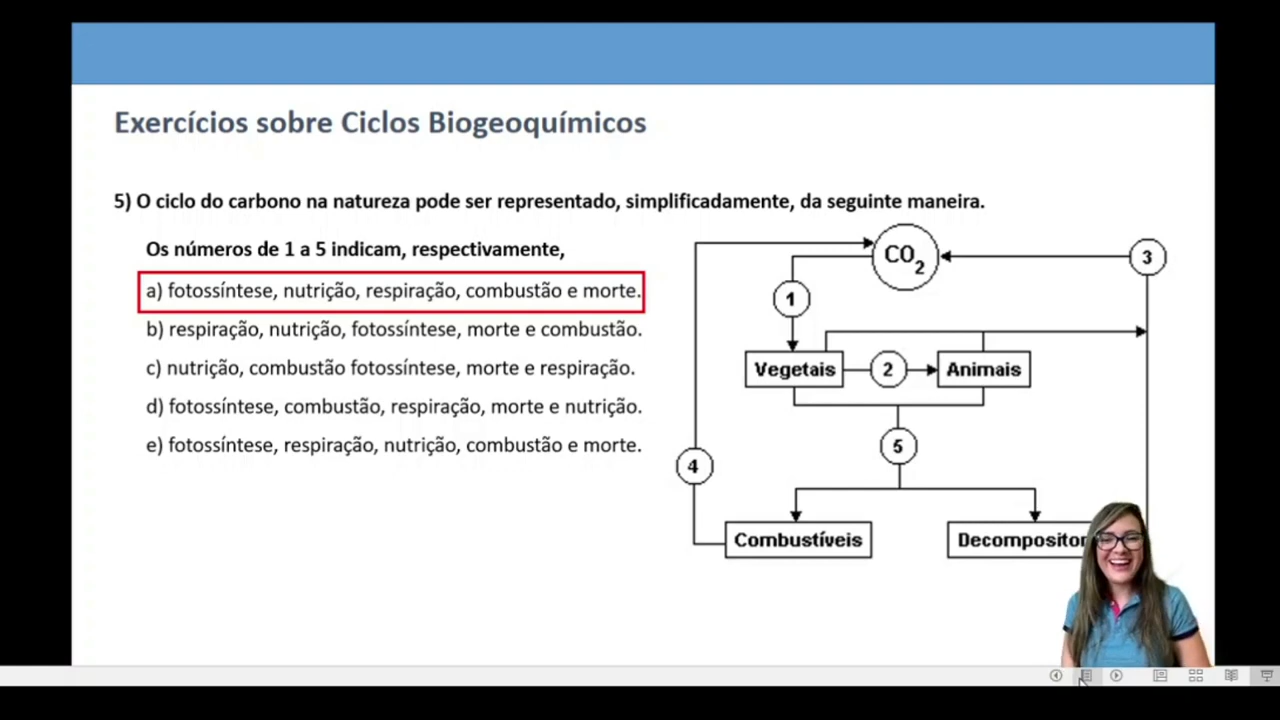 Exercícios sobre Ciclos Biogeoquímicos
5) O ciclo do carbono na natureza pode ser representado, simplificadamente, da seguinte maneira.
Os números de 1 a 5 indicam, respectivamente,
a) fotossíntese, nutrição, respiração, combustão e morte.
b) respiração, nutrição, fotossíntese, morte e combustão.
c) nutrição, combustão fotossíntese, morte e respiração.
d) fotossíntese, combustão, respiração, morte e nutrição.
e) fotossíntese, respiração, nutrição, combustão e morte.
CO2
3
1
Vegetais
2
Animais
5
4
Combustíveis
Decompositor